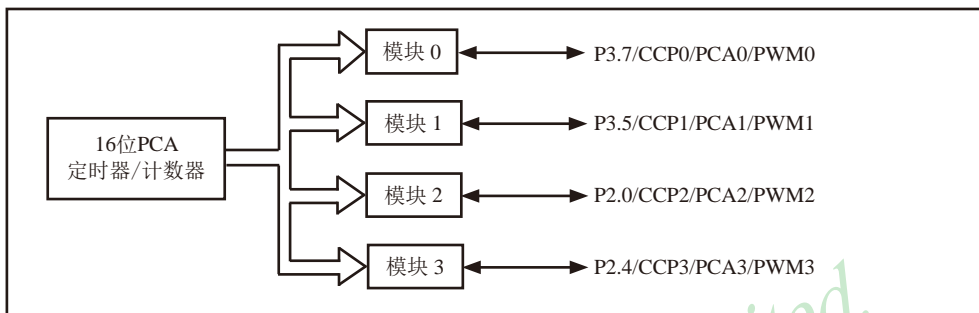 模块 0
P3.7/CCP0/PCA0/PWM0
模块 1
P3.5/CCP1/PCA1/PWM1
16位PCA
定时器/计数器
模块 2
P2.0/CCP2/PCA2/PWM2
模块 3
P2.4/CCP3/PCA3/PWM3